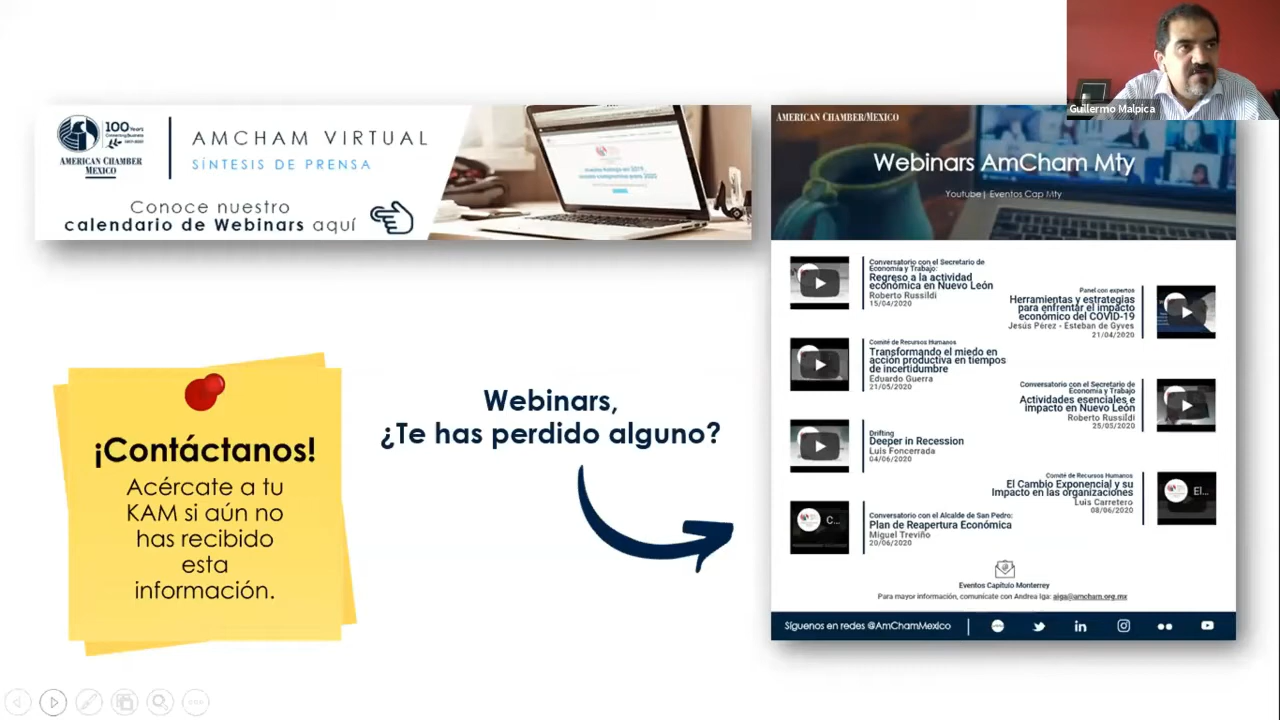 Guillermo Malpica
100 Years
AMERICAN CHAMBER
MEXICO
AMCHAM VIRTUAL
SÍNTESIS DE PRENSA
Conoce nuestro
calendario de Webinars aquí
AMERICAN CHAMBER/MEXICO
Webinars AmCham Mty
Youtube| Eventos Cap Mty
Conversatorio con el Secretario de
Economía y Trabajo:
Regreso a la actividad
económica en Nuevo León
Roberto Russildi
15/04/2020
Panel con expertos
Herramientas y estrategias
para enfrentar el impacto
económico del COVID-19
Jesús Pérez - Esteban de Gyves
21/04/2020
Comité de Recursos Humanos
Transformando el miedo en
acción productiva en tiempos
de incertidumbre
Eduardo Guerra
21/05/2020
Conversatorio con el Secretario de
Economía y Trabajo
Actividades esenciales e
impacto en Nuevo León
Roberto Russildi
25/05/2020
Drifting
Deeper in Recession
Luis Foncerrada
04/06/2020
Comité de Recursos Humanos
El Cambio Exponencial y su
Impacto en las organizaciones
Luis Carretero
08/06/2020
El...
C...
Conversatorio con el Alcalde de San Pedro:
Plan de Reapertura Económica
Miguel Treviño
20/06/2020
Eventos Capítulo Monterrey
Para mayor información, comunícate con Andrea Iga: aiga@amcham.org.mx
Síguenos en redes @AmChamMexico
Webinars,
¿Te has perdido alguno?
¡Contáctanos!
Acércate a tu
KAM si aún no
has recibido
esta
información.